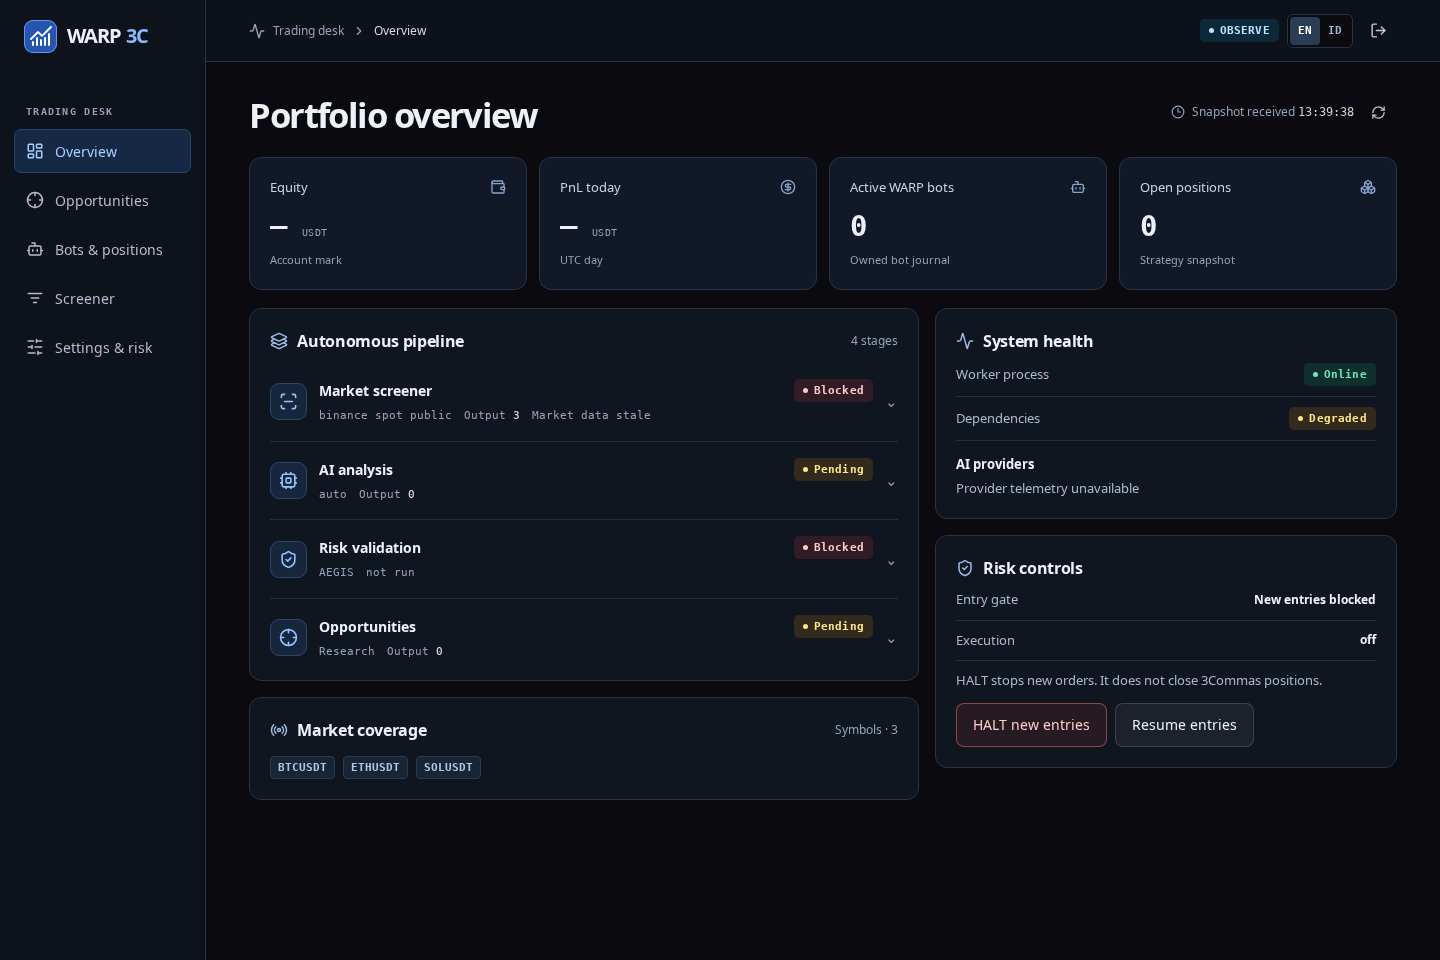 WARP 3C
TRADING DESK
Overview
Opportunities
Bots & positions
Screener
Settings & risk
Trading desk > Overview
OBSERVE
EN ID
Portfolio overview
Snapshot received 13:39:38
Equity
— USDT
Account mark
PnL today
— USDT
UTC day
Active WARP bots
0
Owned bot journal
Open positions
0
Strategy snapshot
Autonomous pipeline 4 stages
Market screener Blocked
binance spot public Output 3 Market data stale
AI analysis Pending
auto Output 0
Risk validation Blocked
AEGIS not run
Opportunities Pending
Research Output 0
Market coverage Symbols · 3
BTCUSDT ETHUSDT SOLUSDT
System health
Worker process Online
Dependencies Degraded
AI providers
Provider telemetry unavailable
Risk controls
Entry gate New entries blocked
Execution off
HALT stops new orders. It does not close 3Commas positions.
HALT new entries Resume entries